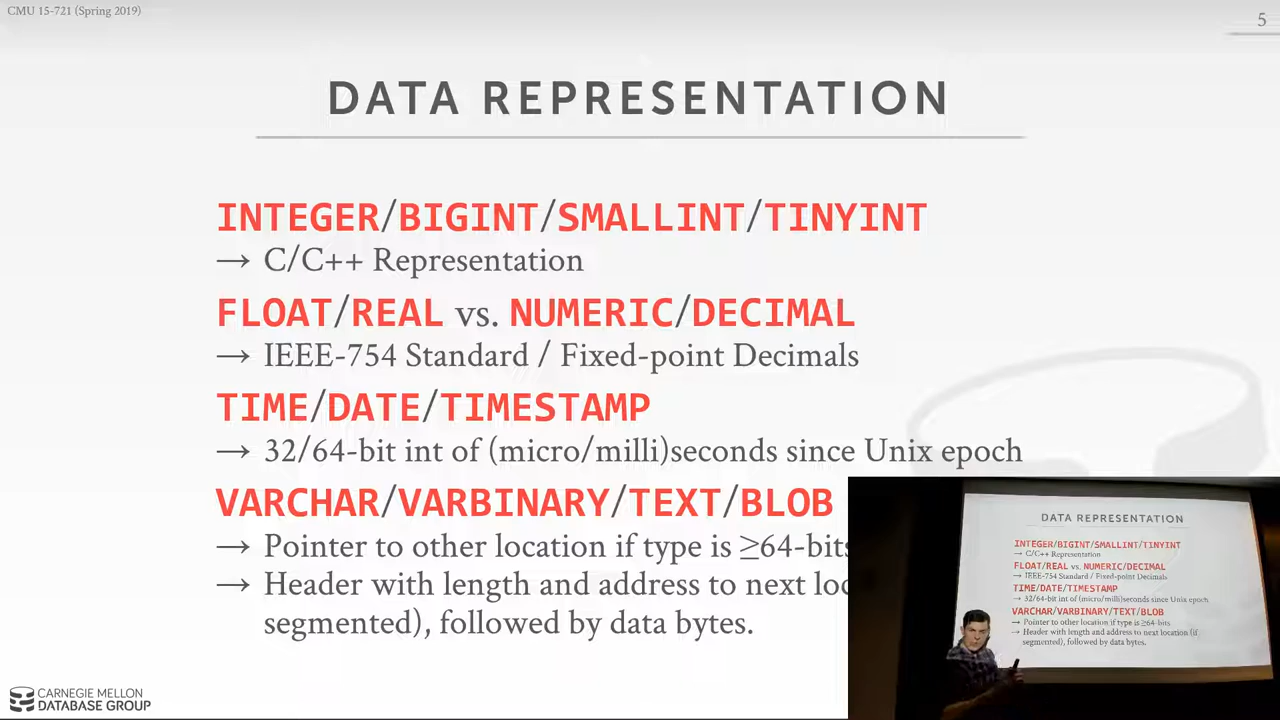 CMU 15-721 (Spring 2019)
5
DATA REPRESENTATION
INTEGER/BIGINT/SMALLINT/TINYINT
→ C/C++ Representation
FLOAT/REAL vs. NUMERIC/DECIMAL
→ IEEE-754 Standard / Fixed-point Decimals
TIME/DATE/TIMESTAMP
→ 32/64-bit int of (micro/milli)seconds since Unix epoch
VARCHAR/VARBINARY/TEXT/BLOB
→ Pointer to other location if type is ≥64-bits
→ Header with length and address to next loc
segmented), followed by data bytes.
DATA REPRESENTATION
INTEGER/BIGINT/SMALLINT/TINYINT
→ C/C++ Representation
FLOAT/REAL vs. NUMERIC/DECIMAL
→ IEEE-754 Standard / Fixed-point Decimals
TIME/DATE/TIMESTAMP
→ 32/64-bit int of (micro/milli)seconds since Unix epoch
VARCHAR/VARBINARY/TEXT/BLOB
→ Pointer to other location if type is ≥64-bits
→ Header with length and address to next location (if
segmented), followed by data bytes.
CARNEGIE MELLON
DATABASE GROUP